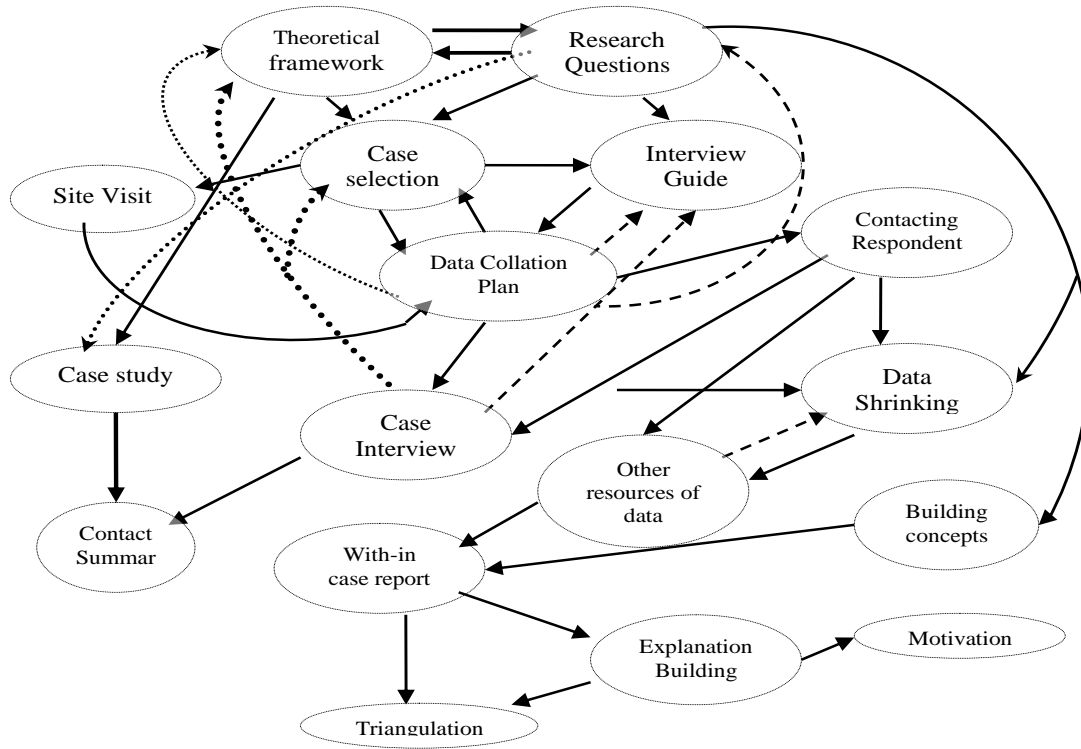 Theoretical
framework
Research
Questions
Case
selection
Interview
Guide
Site Visit
Contacting
Respondent
Data Collation
Plan
Case study
Data
Shrinking
Case
Interview
Other
resources of
data
Building
concepts
Contact
Summar
With-in
case report
Explanation
Building
Motivation
Triangulation